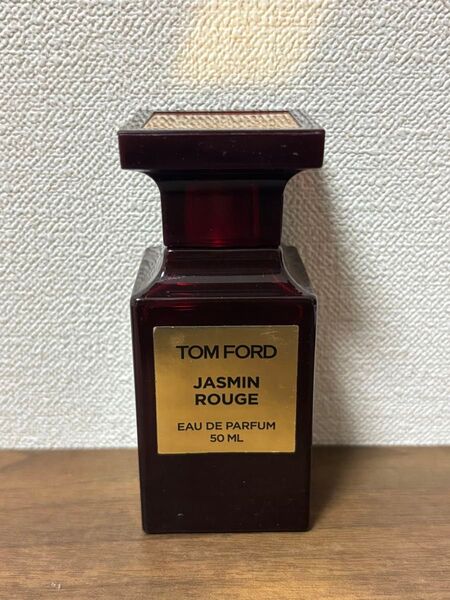 TOM FORD
JASMIN
ROUGE
EAU DE PARFUM
50 ML